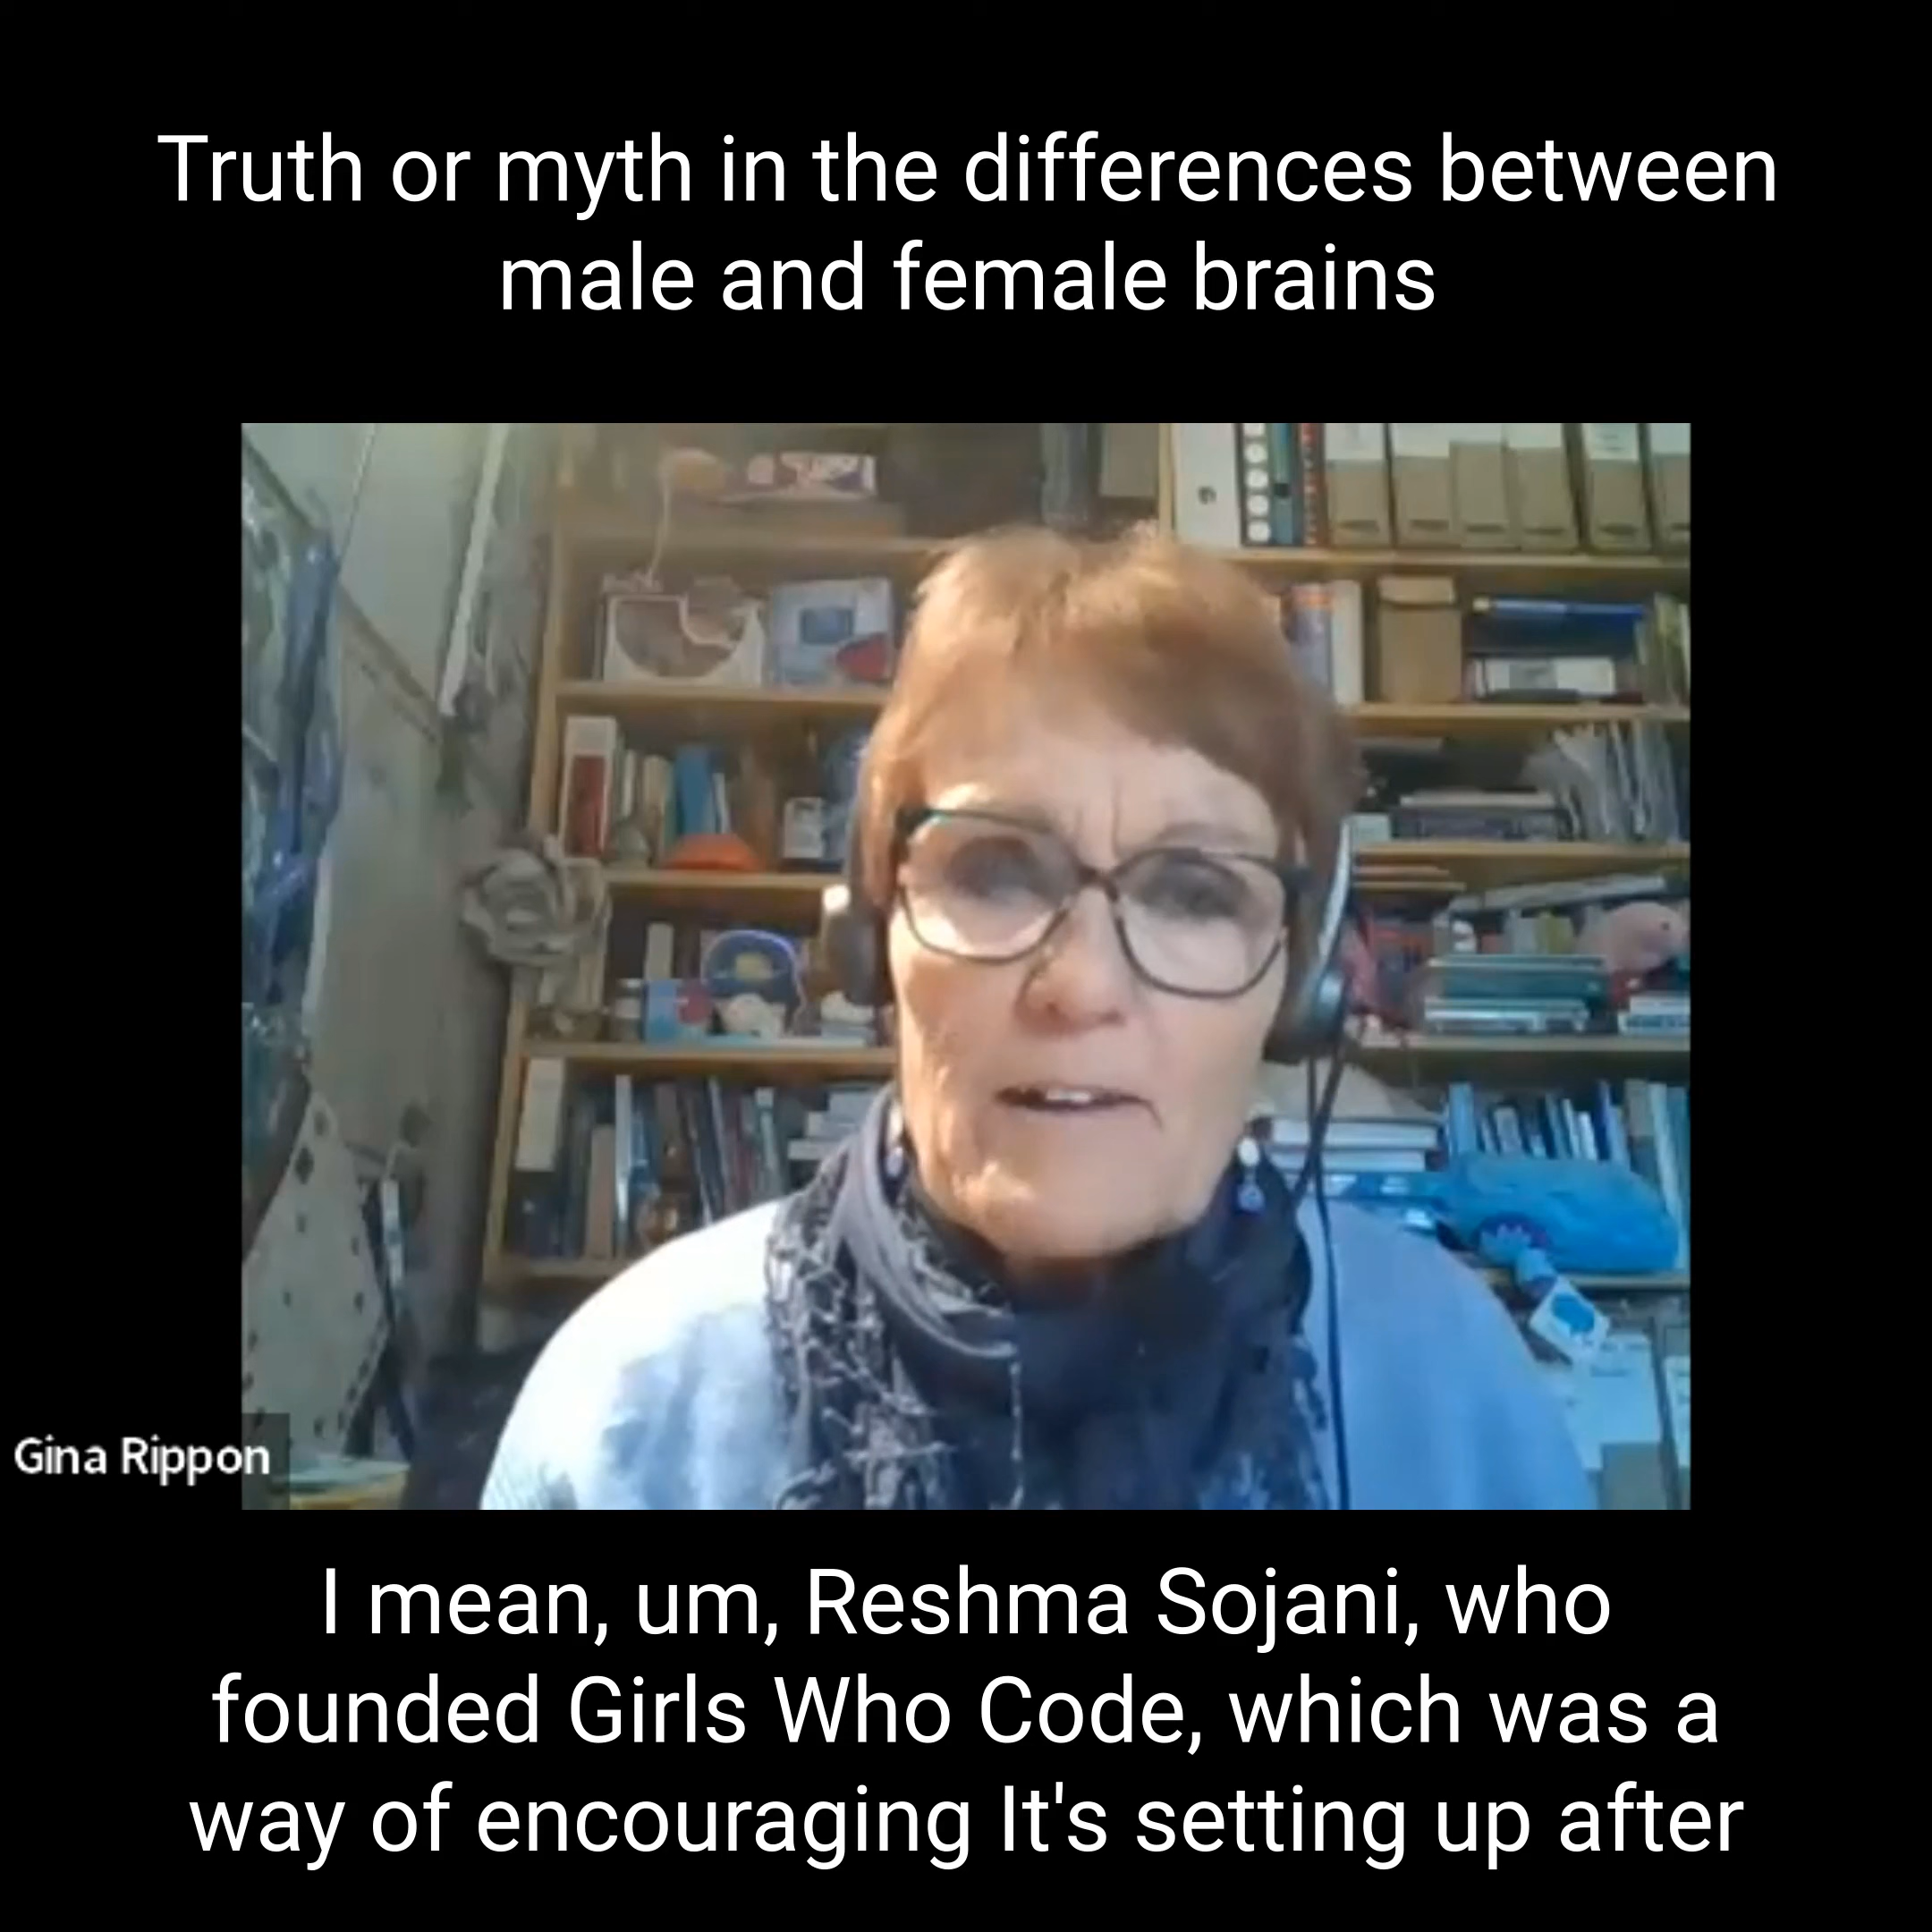 Truth or myth in the differences between
male and female brains
Gina Rippon
I mean, um, Reshma Sojani, who
founded Girls Who Code, which was a
way of encouraging It's setting up after